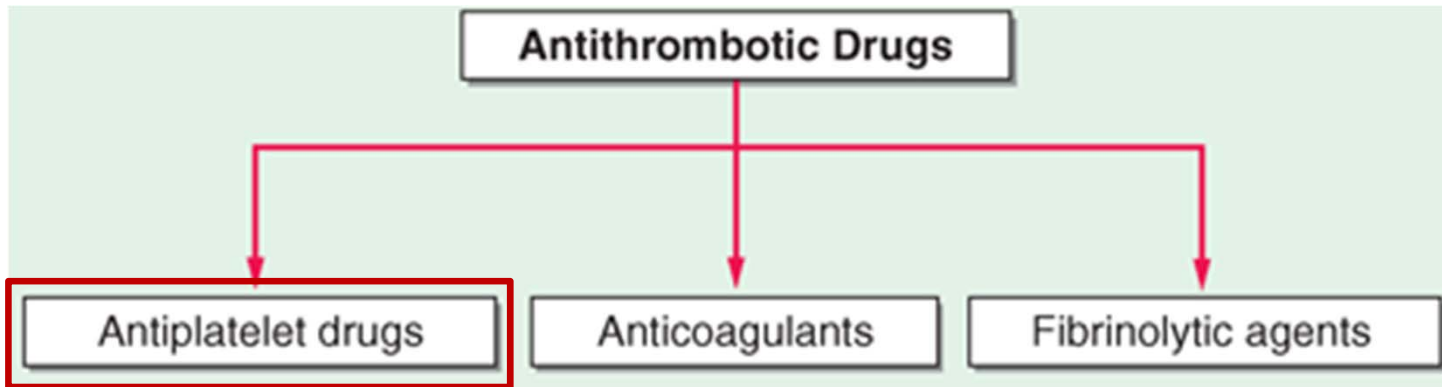 Antithrombotic Drugs
Antiplatelet drugs
Anticoagulants
Fibrinolytic agents